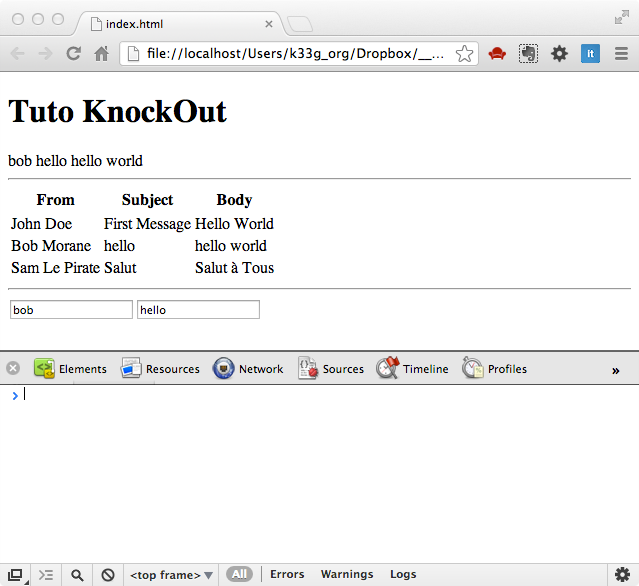 index.html
file://localhost/Users/k33g_org/Dropbox/__...
lt
Tuto KnockOut
bob hello hello world
From Subject Body
John Doe First Message Hello World
Bob Morane hello hello world
Sam Le Pirate Salut Salut à Tous
bob hello
Elements Resources Network Sources Timeline Profiles »
<top frame> All Errors Warnings Logs